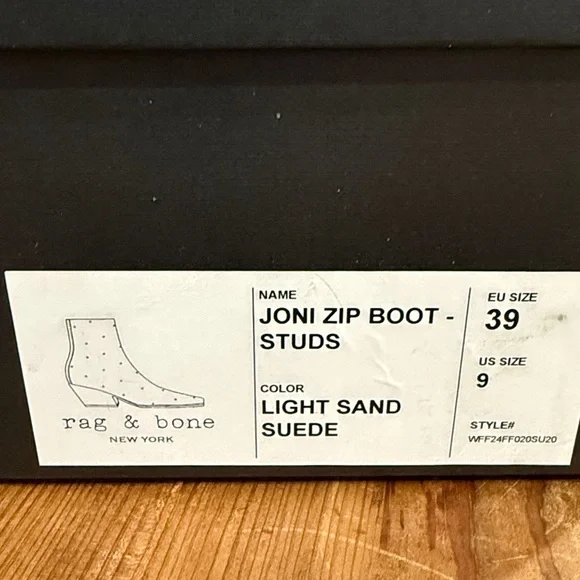 rag & bone
NEW YORK
NAME
JONI ZIP BOOT -
STUDS
COLOR
LIGHT SAND
SUEDE
EU SIZE
39
US SIZE
9
STYLE#
WFF24FF020SU20